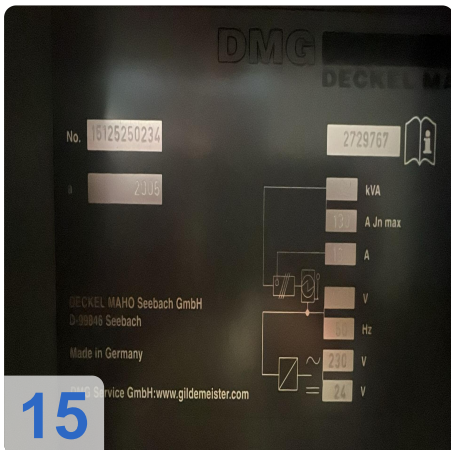 DMG
DECKEL MA
No. 15125250234
2729767
a 2005
kVA
A Jn max
A
V
Hz
~ 230 V
24 V
DECKEL MAHO Seebach GmbH
D-99846 Seebach
Made in Germany
Service GmbH:www.gildemeister.com
15